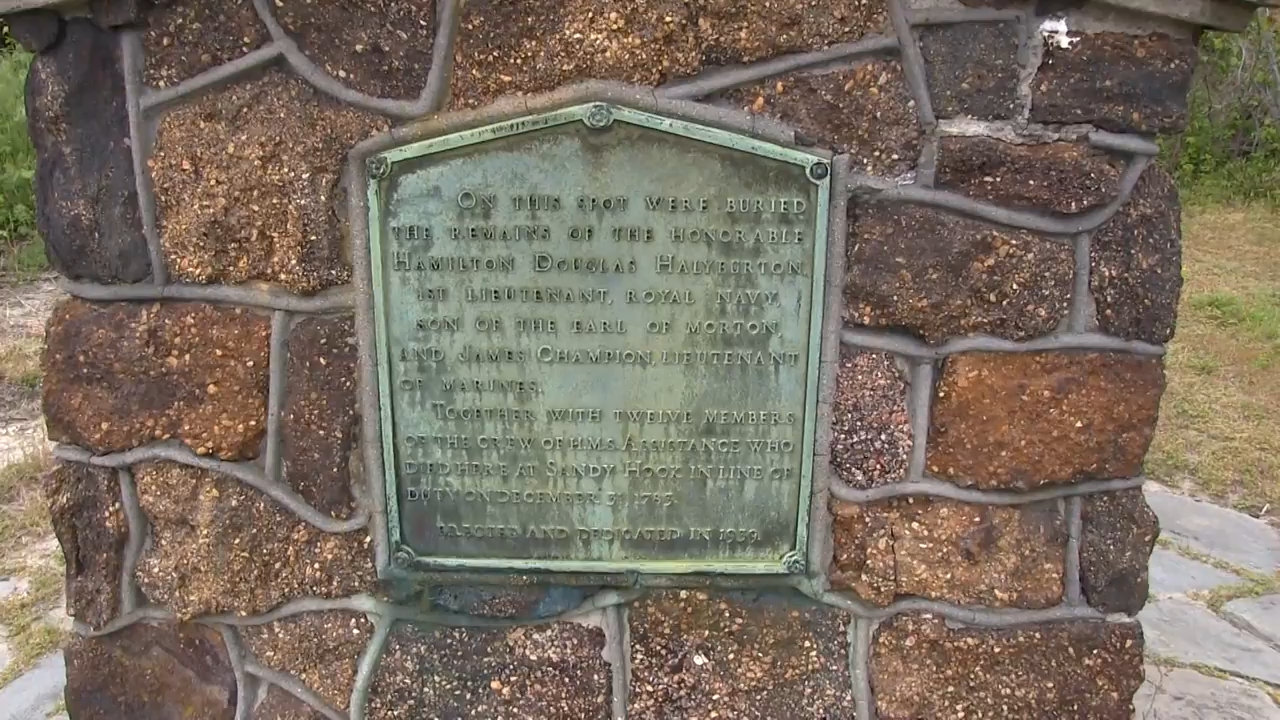 ON THIS SPOT WERE BURIED
THE REMAINS OF THE HONORABLE
HAMILTON DOUGLAS HALYBURTON,
1ST LIEUTENANT, ROYAL NAVY,
SON OF THE EARL OF MORTON,
AND JAMES CHAMPION, LIEUTENANT
OF MARINES.
TOGETHER WITH TWELVE MEMBERS
OF THE CREW OF H.M.S. ASSISTANCE WHO
DIED HERE AT SANDY HOOK IN LINE OF
DUTY ON DECEMBER 31 1783.
ERECTED AND DEDICATED IN 1939.